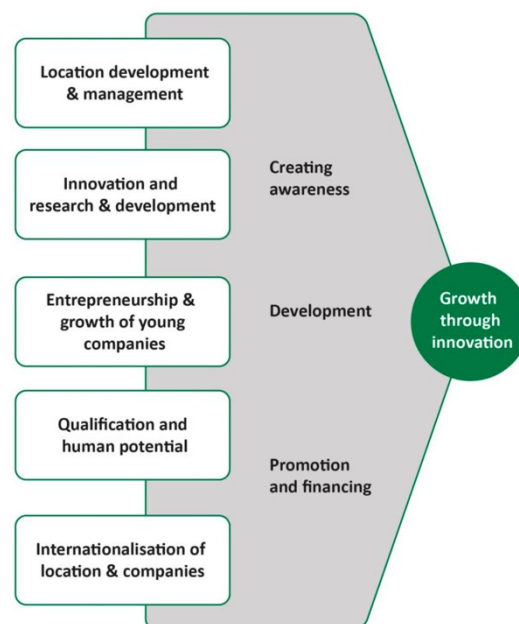 Location development
& management
Innovation and
research & development
Entrepreneurship &
growth of young
companies
Qualification and
human potential
Internationalisation of
location & companies
Creating
awareness
Development
Promotion
and financing
Growth
through
innovation